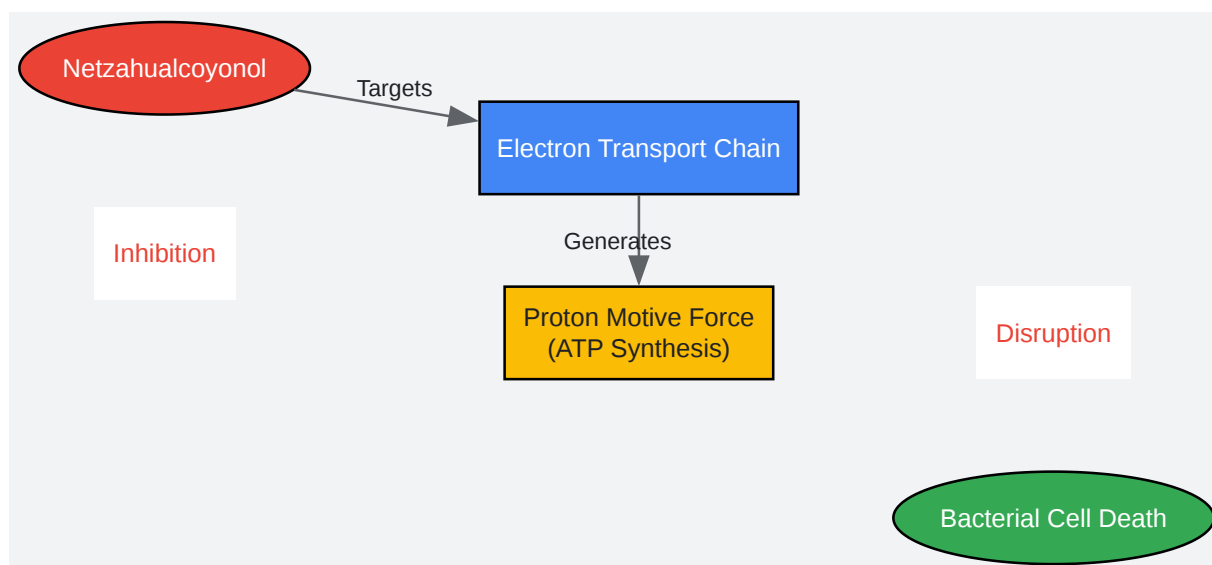 Netzahualcoyonol
Targets
Electron Transport Chain
Generates
Inhibition
Proton Motive Force
(ATP Synthesis)
Disruption
Bacterial Cell Death